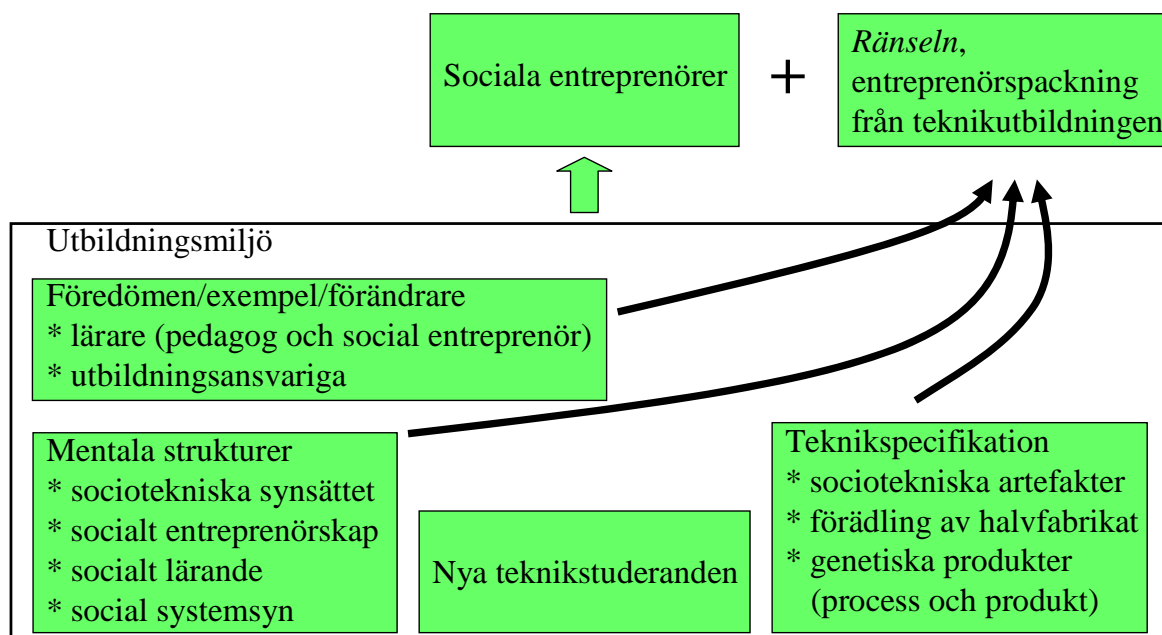 Sociala entreprenörer
+
Ränseln,
entreprenörspackning
från teknikutbildningen
Utbildningsmiljö
Föredömen/exempel/förändrare
* lärare (pedagog och social entreprenör)
* utbildningsansvariga
Mentala strukturer
* sociotekniska synsättet
* socialt entreprenörskap
* socialt lärande
* social systemsyn
Nya teknikstuderanden
Teknikspecifikation
* sociotekniska artefakter
* förädling av halvfabrikat
* genetiska produkter
(process och produkt)